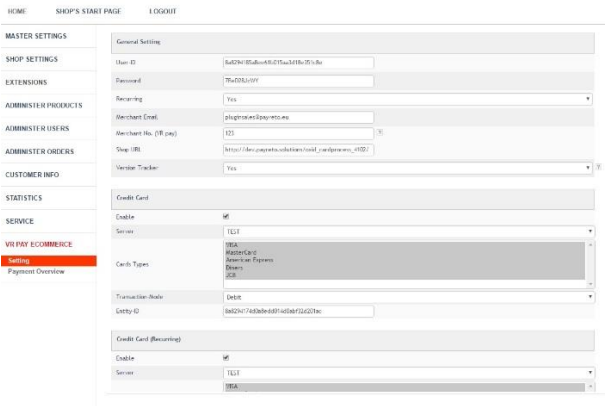 HOME SHOP'S START PAGE LOGOUT
MASTER SETTINGS
SHOP SETTINGS
EXTENSIONS
ADMINISTER PRODUCTS
ADMINISTER USERS
ADMINISTER ORDERS
CUSTOMER INFO
STATISTICS
SERVICE
VR PAY ECOMMERCE
Setting
Payment Overview
General Setting
User-ID
Password
Recurring Yes
Merchant Email pluginsales@payreto.eu
Merchant No. (VR pay) 123
Shop URL
Version Tracker Yes
Credit Card
Enable
Server TEST
Cards Types
VISA
MasterCard
American Express
Diners
JCB
Transaction-Mode Debit
Entity-ID
Credit Card (Recurring)
Enable
Server TEST
VISA